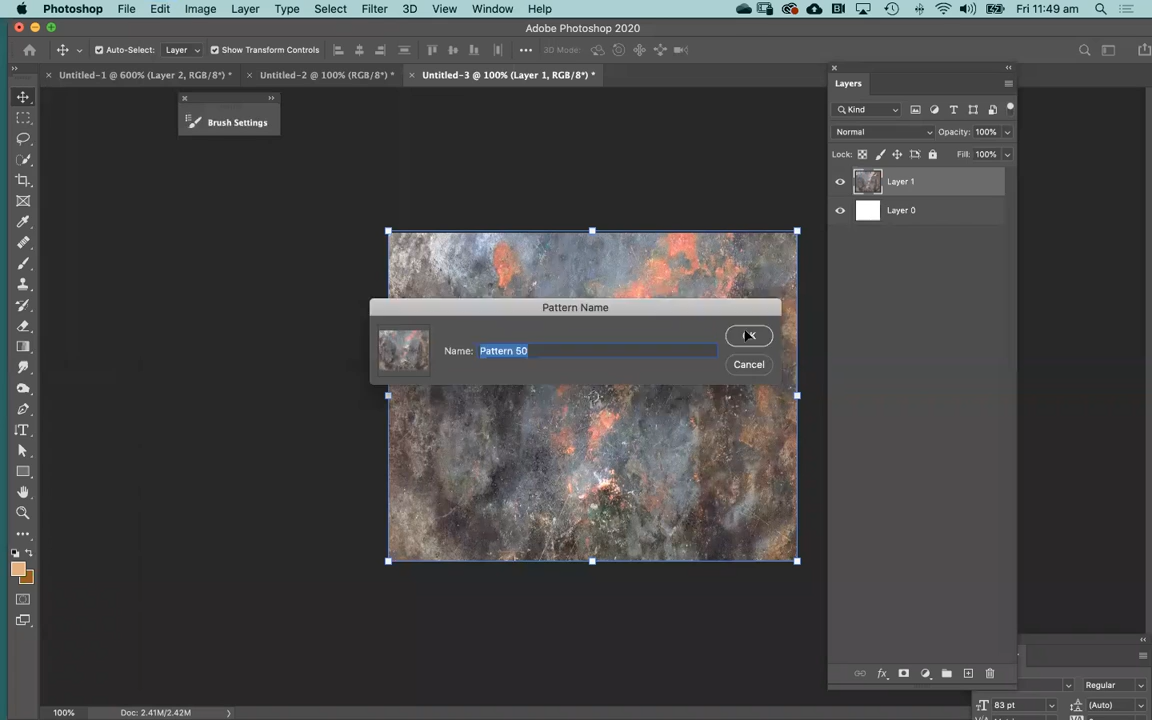 Photoshop File Edit Image Layer Type Select Filter 3D View Window Help Fri 11:49 am
Adobe Photoshop 2020
Auto-Select: Layer Show Transform Controls 3D Mode:
Untitled-1 @ 600% (Layer 2, RGB/8*) * Untitled-2 @ 100% (RGB/8*) * Untitled-3 @ 100% (Layer 1, RGB/8*) *
Layers
Brush Settings
Kind
Normal Opacity: 100%
Lock: Fill: 100%
Layer 1
Layer 0
Pattern Name
Name: Pattern 50
Cancel
Regular
83 pt (Auto)
100% Doc: 2.41M/2.42M